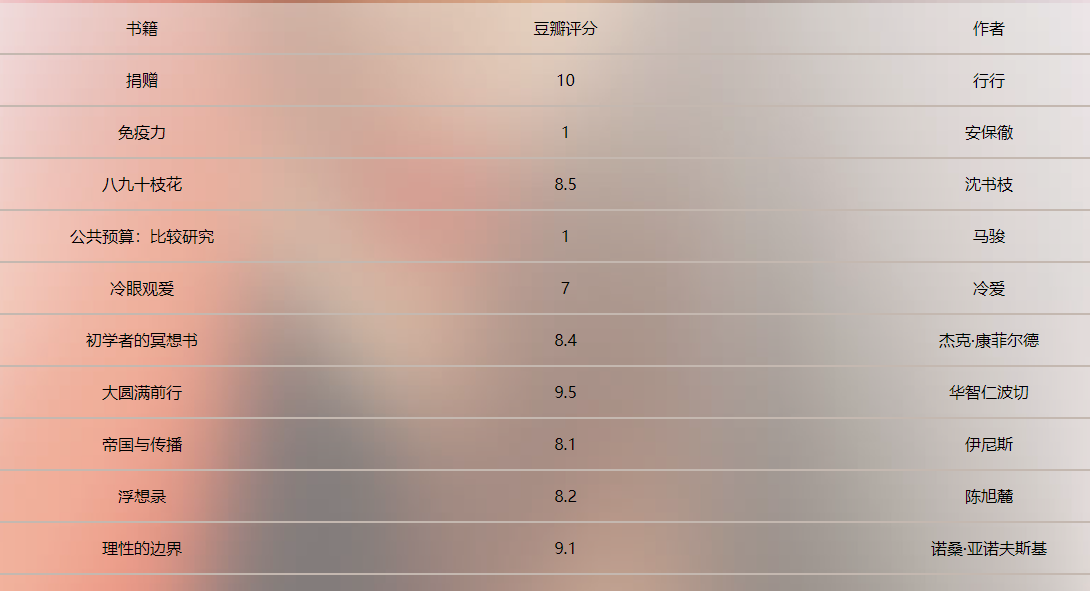 书籍 豆瓣评分 作者
捐赠 10 行行
免疫力 1 安保徹
八九十枝花 8.5 沈书枝
公共预算：比较研究 1 马骏
冷眼观爱 7 冷爱
初学者的冥想书 8.4 杰克·康菲尔德
大圆满前行 9.5 华智仁波切
帝国与传播 8.1 伊尼斯
浮想录 8.2 陈旭麓
理性的边界 9.1 诺桑·亚诺夫斯基